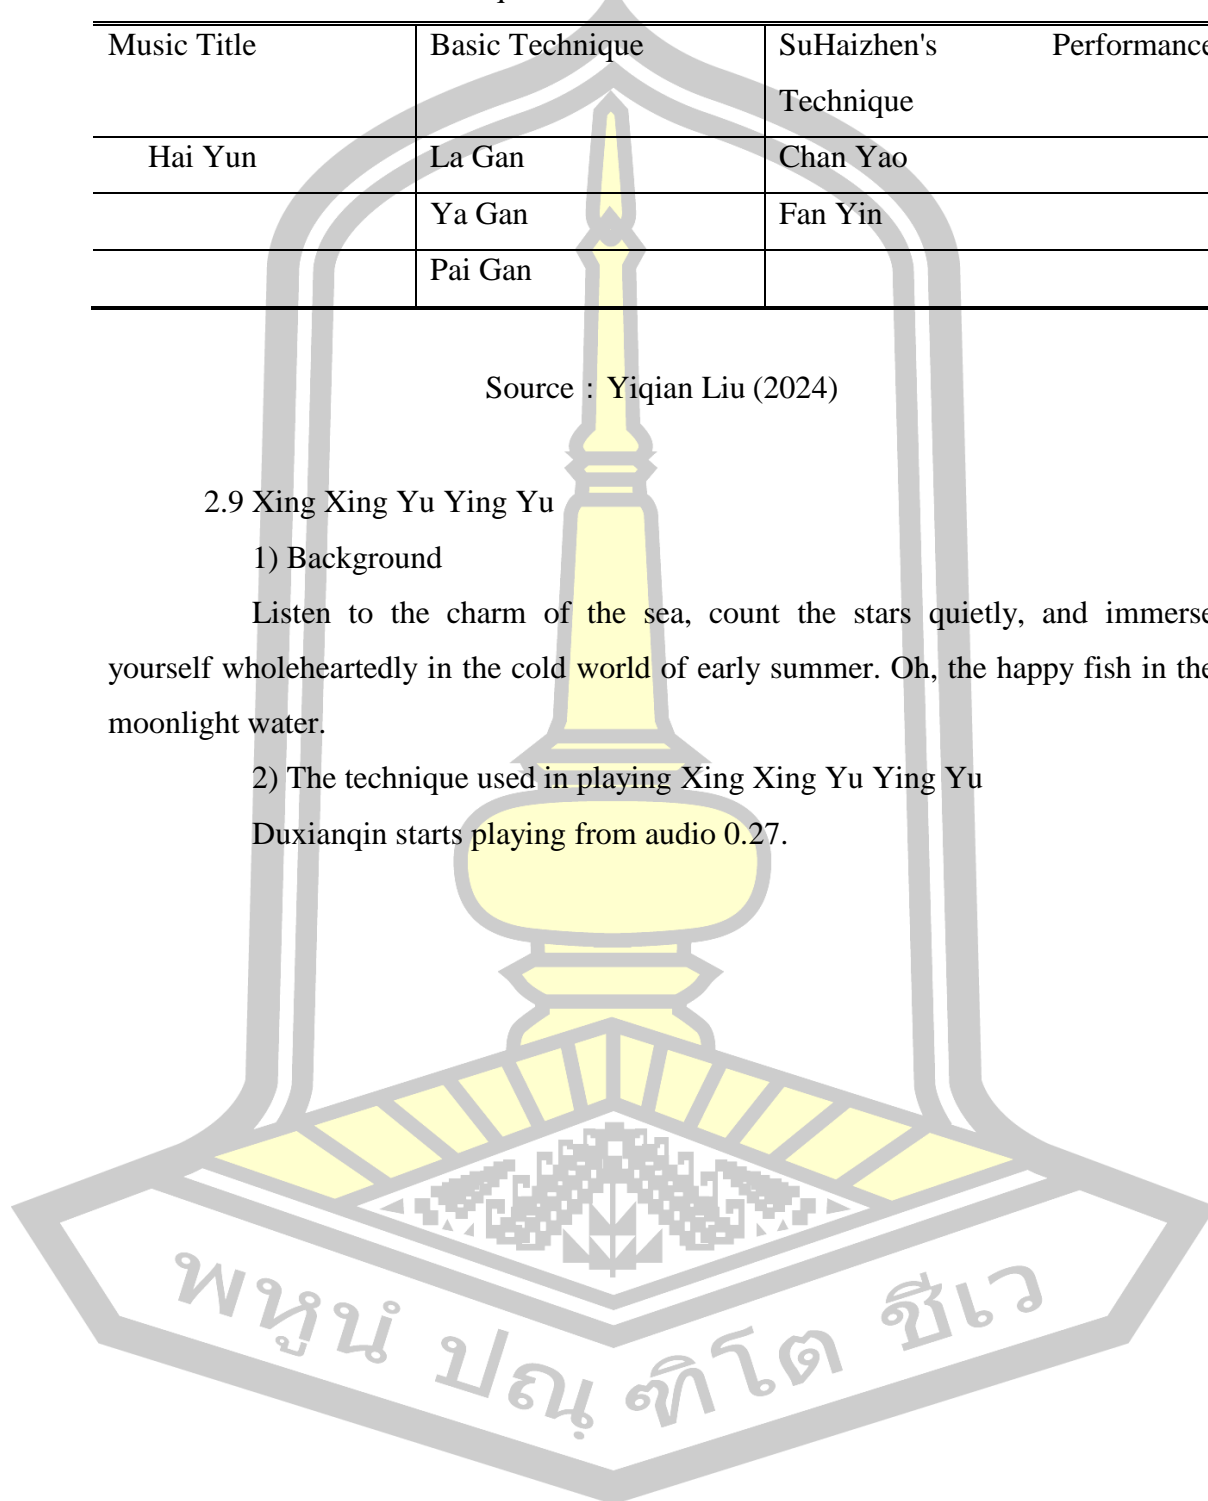 Music Title Basic Technique SuHaizhen's Performance
Technique
Hai Yun La Gan Chan Yao
Ya Gan Fan Yin
Pai Gan
Source : Yiqian Liu (2024)
2.9 Xing Xing Yu Ying Yu
1) Background
Listen to the charm of the sea, count the stars quietly, and immerse
yourself wholeheartedly in the cold world of early summer. Oh, the happy fish in the
moonlight water.
2) The technique used in playing Xing Xing Yu Ying Yu
Duxianqin starts playing from audio 0.27.
พหูนํ ปณฺฑิโต ชีเว